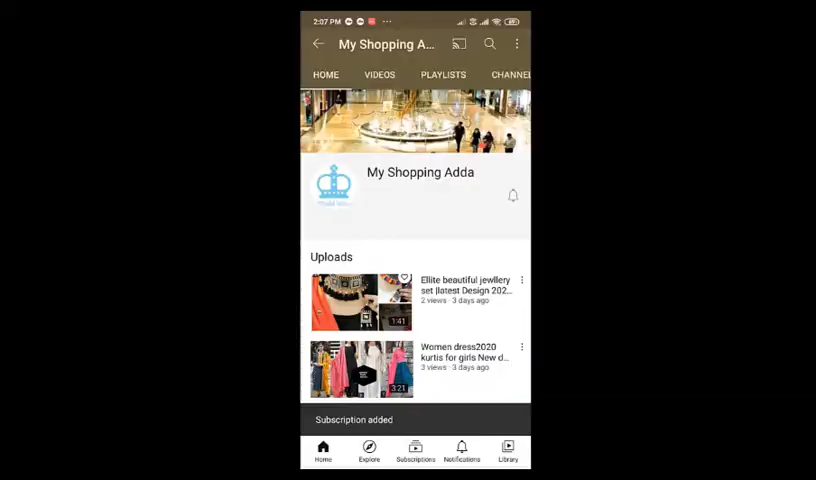 2:07 PM
My Shopping A...
HOME VIDEOS PLAYLISTS CHANNEL
My Shopping Adda
Uploads
Ellite beautiful jewllery
set |latest Design 202...
2 views · 3 days ago
1:41
Women dress2020
kurtis for girls New d...
3 views · 3 days ago
3:21
Subscription added
Home Explore Subscriptions Notifications Library